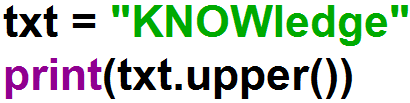 txt = "KNOWledge"
print(txt.upper())